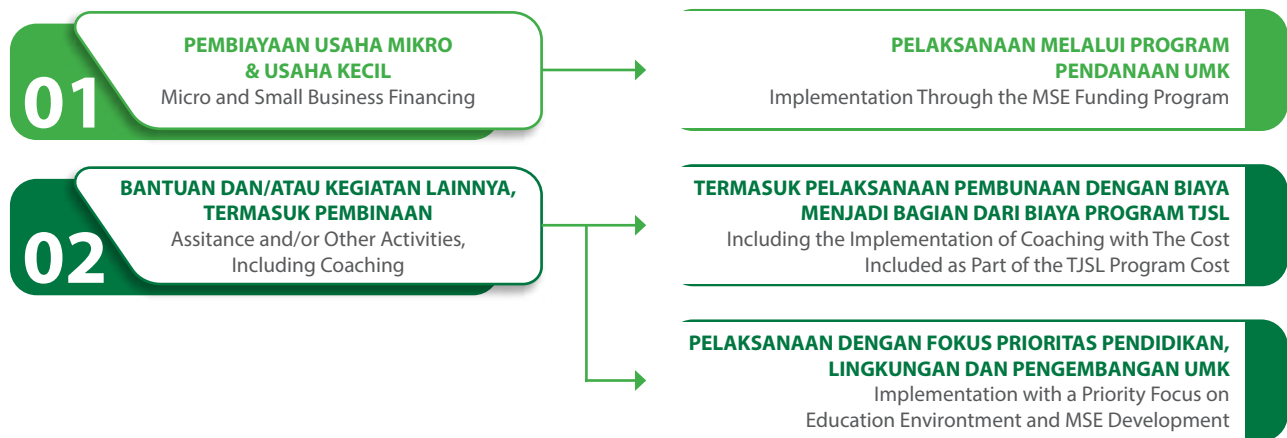 01
PEMBIAYAAN USAHA MIKRO
& USAHA KECIL
Micro and Small Business Financing
PELAKSANAAN MELALUI PROGRAM
PENDANAAN UMK
Implementation Through the MSE Funding Program
02
BANTUAN DAN/ATAU KEGIATAN LAINNYA,
TERMASUK PEMBINAAN
Assitance and/or Other Activities,
Including Coaching
TERMASUK PELAKSANAAN PEMBUNAAN DENGAN BIAYA
MENJADI BAGIAN DARI BIAYA PROGRAM TJSL
Including the Implementation of Coaching with The Cost
Included as Part of the TJSL Program Cost
PELAKSANAAN DENGAN FOKUS PRIORITAS PENDIDIKAN,
LINGKUNGAN DAN PENGEMBANGAN UMK
Implementation with a Priority Focus on
Education Environtment and MSE Development